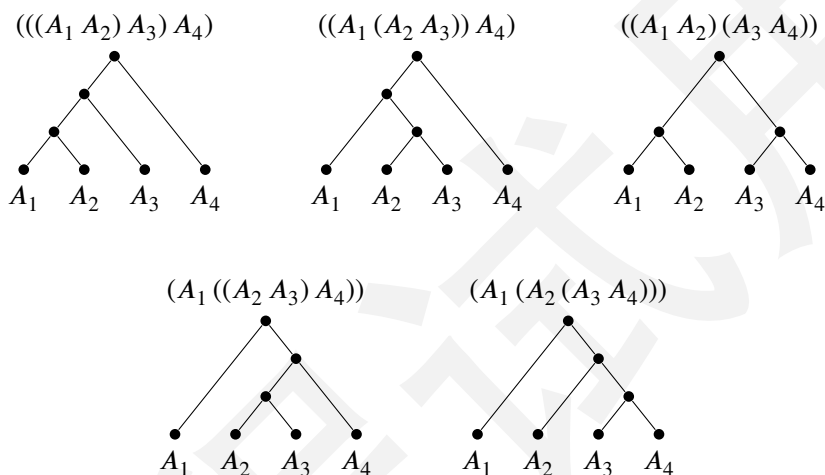 (((A₁ A₂) A₃) A₄) ((A₁ (A₂ A₃)) A₄) ((A₁ A₂) (A₃ A₄))
A₁ A₂ A₃ A₄ A₁ A₂ A₃ A₄ A₁ A₂ A₃ A₄
(A₁ ((A₂ A₃) A₄)) (A₁ (A₂ (A₃ A₄)))
A₁ A₂ A₃ A₄ A₁ A₂ A₃ A₄